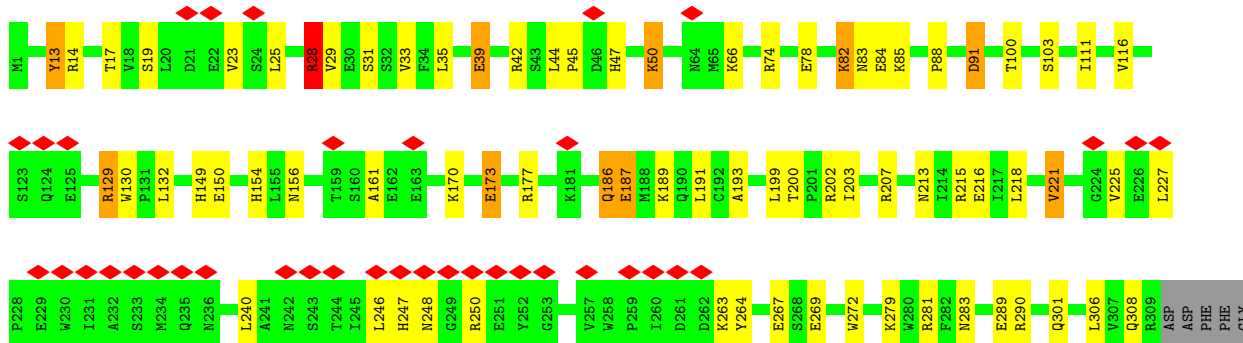 M1 Y13 R14 T17 V18 S19 L20 D21 E22 V23 S24 L25 R28 V29 E30 S31 S32 V33 F34 L35 E39 R42 S43 L44 P45 D46 H47 K50 N64 M65 K66 R74 E78 K82 N83 E84 K85 P88 D91 T100 S103 I111 V116
S123 Q124 E125 R129 W130 P131 L132 H149 E150 H154 L155 N156 T159 S160 A161 E162 E163 K170 E173 R177 K181 Q186 E187 M188 K189 Q190 L191 C192 A193 L199 T200 P201 R202 I203 R207 N213 I214 R215 E216 I217 L218 V221 G224 V225 E226 L227
P228 E229 W230 I231 A232 S233 M234 Q235 N236 L240 A241 N242 S243 T244 I245 L246 H247 N248 G249 R250 E251 Y252 G253 V257 W258 P259 I260 D261 D262 K263 Y264 E267 S268 E269 W272 K279 W280 R281 F282 N283 E289 R290 Q301 L306 V307 Q308 R309 ASP ASP PHE PHE GLY